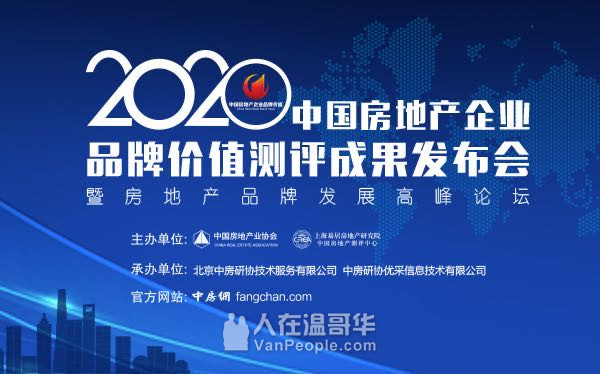 2020
中国房地产企业品牌价值
中国房地产企业
品牌价值测评成果发布会
暨房地产品牌发展高峰论坛
主办单位: 中国房地产业协会 CHINA REAL ESTATE ASSOCIATION CREA 上海易居房地产研究院 中国房地产测评中心
承办单位: 北京中房研协技术服务有限公司 中房研协优采信息技术有限公司
官方网站: 中房网 fangchan.com
人在温哥华
VanPeople.com